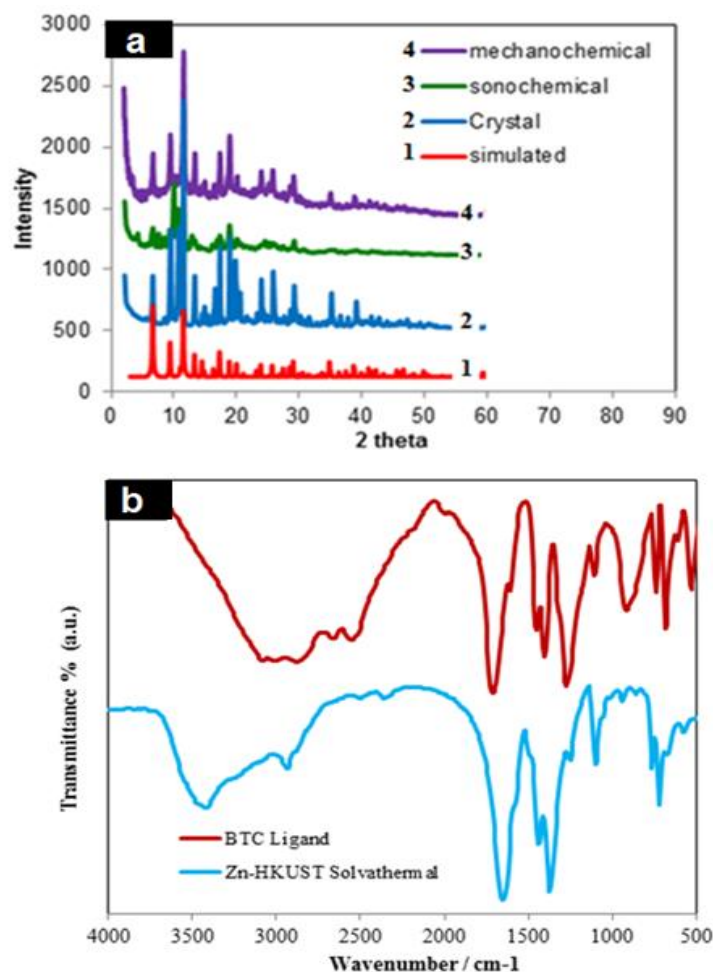 a
3000
2500
2000
1500
1000
500
0
Intensity
4 mechanochemical
3 sonochemical
2 Crystal
1 simulated
4
3
2
1
0 10 20 30 40 50 60 70 80 90
2 theta
b
Transmittance % (a.u.)
BTC Ligand
Zn-HKUST Solvathermal
4000 3500 3000 2500 2000 1500 1000 500
Wavenumber / cm-1